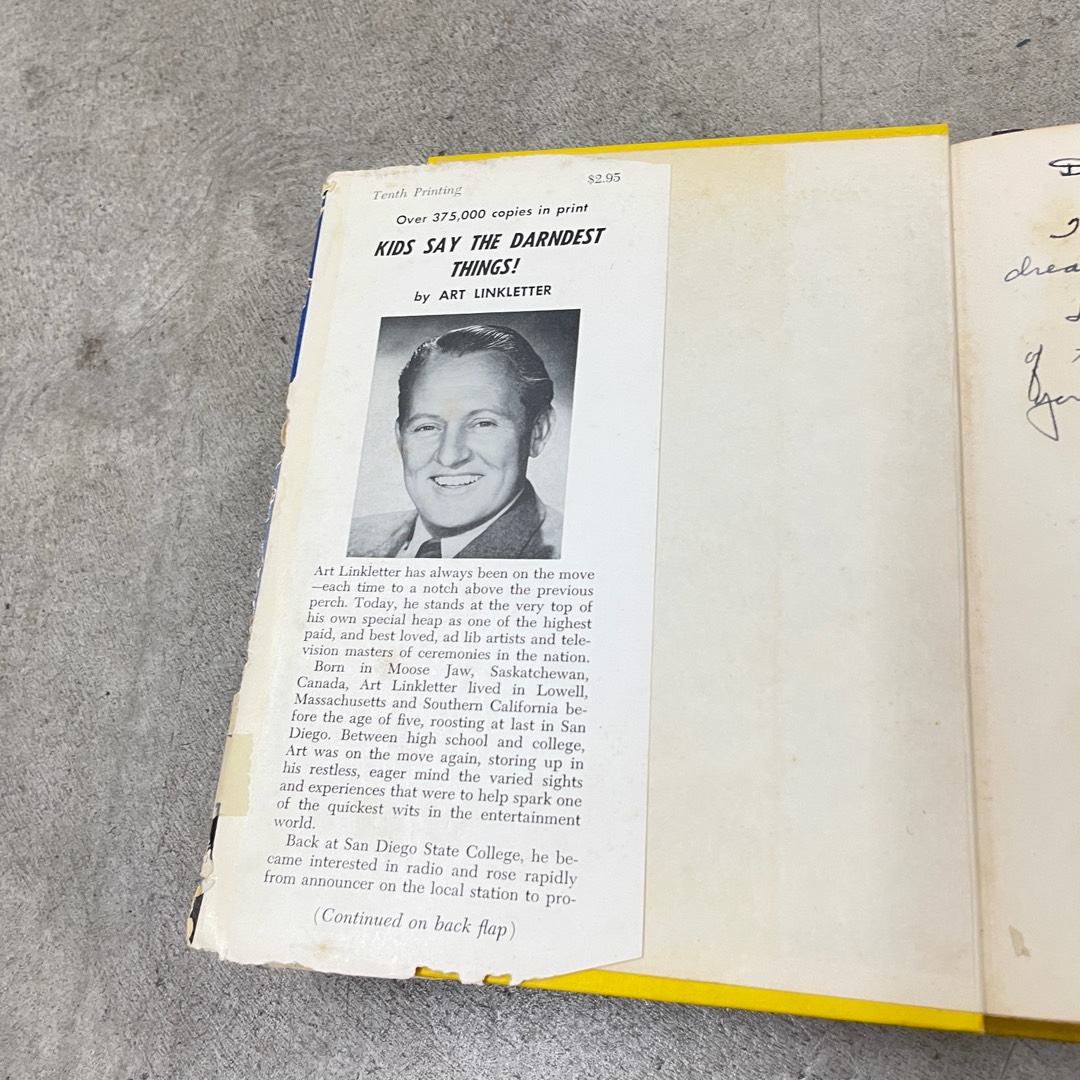 Tenth Printing
$2.95
Over 375,000 copies in print
KIDS SAY THE DARNDEST
THINGS!
by ART LINKLETTER
Art Linkletter has always been on the move
—each time to a notch above the previous
perch. Today, he stands at the very top of
his own special heap as one of the highest
paid, and best loved, ad lib artists and tele-
vision masters of ceremonies in the nation.
Born in Moose Jaw, Saskatchewan,
Canada, Art Linkletter lived in Lowell,
Massachusetts and Southern California be-
fore the age of five, roosting at last in San
Diego. Between high school and college,
Art was on the move again, storing up in
his restless, eager mind the varied sights
and experiences that were to help spark one
of the quickest wits in the entertainment
world.
Back at San Diego State College, he be-
came interested in radio and rose rapidly
from announcer on the local station to pro-
(Continued on back flap)